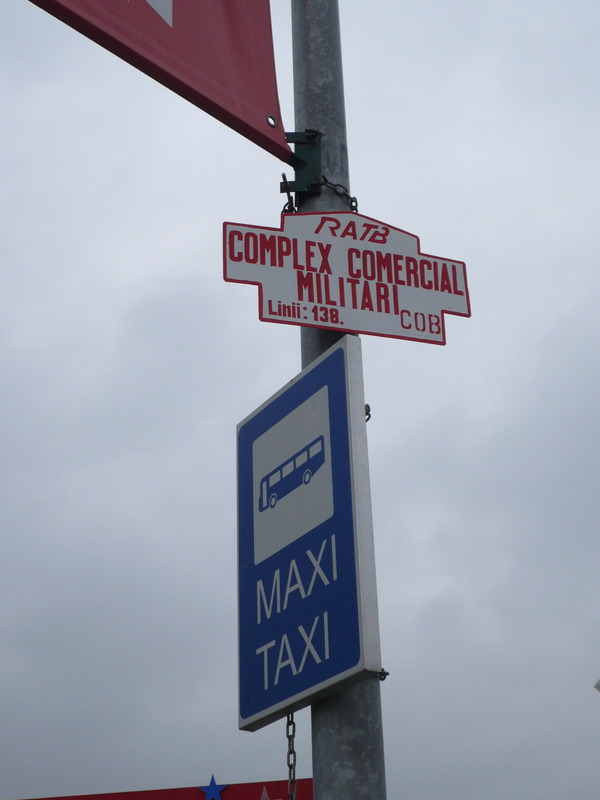 RATB
COMPLEX COMERCIAL
MILITARI
Linii: 138.
COB
MAXI
TAXI